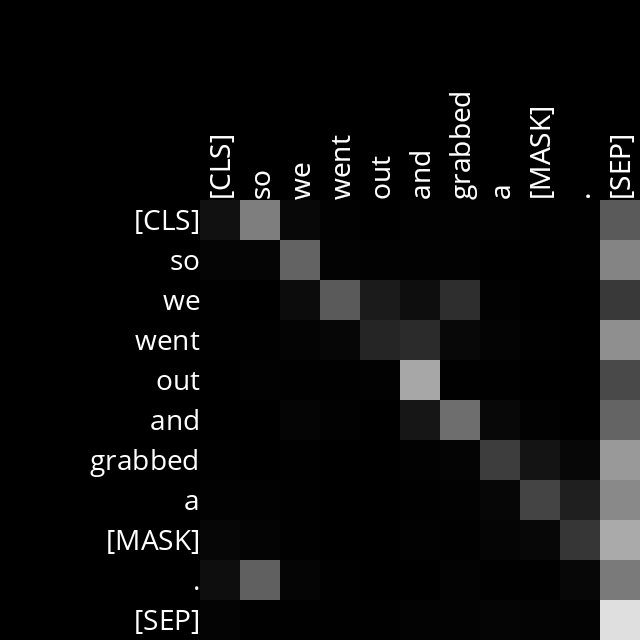 [CLS] so we went out and grabbed a [MASK] . [SEP]
[CLS]
so
we
went
out
and
grabbed
a
[MASK]
.
[SEP]